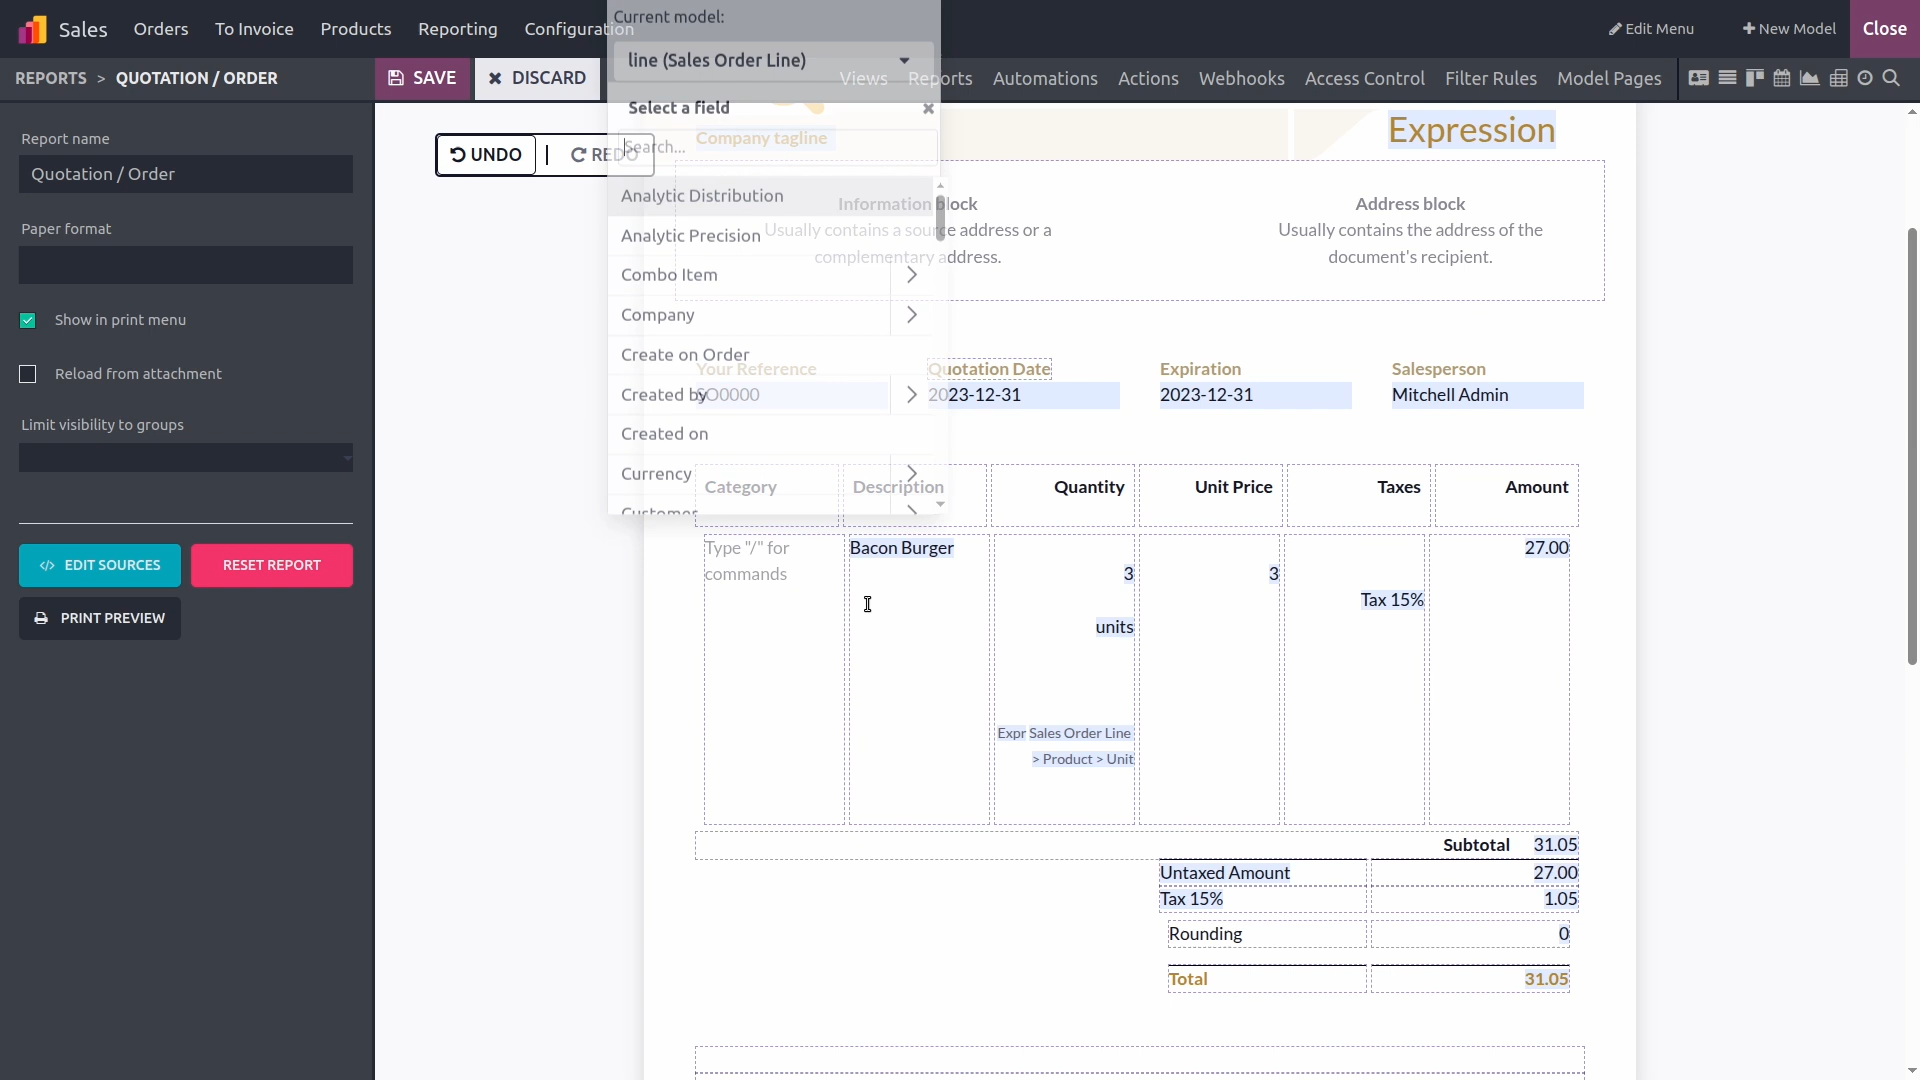 Sales
Orders
To Invoice
Products
Reporting
Configuration
Edit Menu
New Model
Close
REPORTS > QUOTATION / ORDER
SAVE
DISCARD
Views
Reports
Automations
Actions
Webhooks
Access Control
Filter Rules
Model Pages
Report name
Quotation / Order
Paper format
Show in print menu
Reload from attachment
Limit visibility to groups
EDIT SOURCES
RESET REPORT
PRINT PREVIEW
UNDO
REDO
Current model:
line (Sales Order Line)
Select a field
Search...
Analytic Distribution
Analytic Precision
Combo Item
Company
Create on Order
Created by
Created on
Currency
Customer
Company tagline
Expression
Information block
Usually contains a source address or a
complementary address.
Address block
Usually contains the address of the
document's recipient.
Your Reference
SO0000
Quotation Date
2023-12-31
Expiration
2023-12-31
Salesperson
Mitchell Admin
Category
Description
Quantity
Unit Price
Taxes
Amount
Type "/" for
commands
Bacon Burger
3
units
Expr Sales Order Line
> Product > Unit
3
Tax 15%
27.00
Subtotal 31.05
Untaxed Amount 27.00
Tax 15% 1.05
Rounding 0
Total 31.05